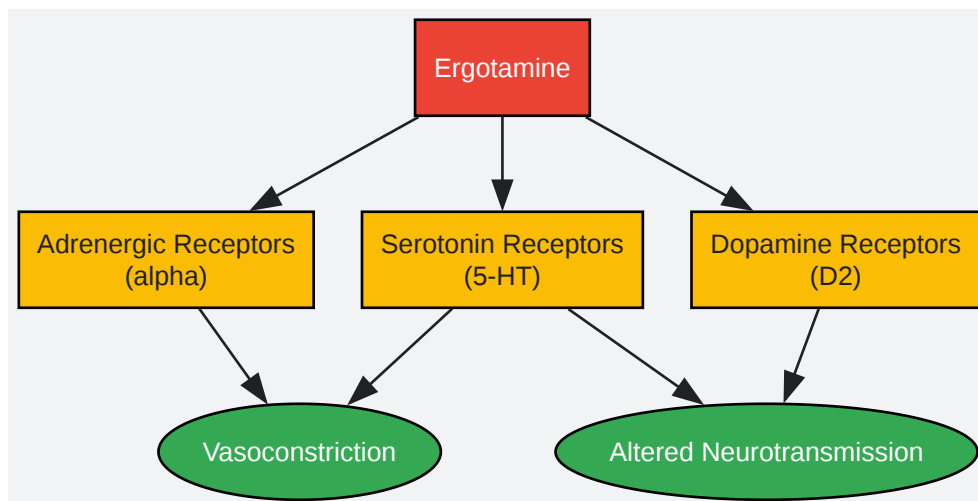 Ergotamine
Adrenergic Receptors
(alpha)
Serotonin Receptors
(5-HT)
Dopamine Receptors
(D2)
Vasoconstriction
Altered Neurotransmission